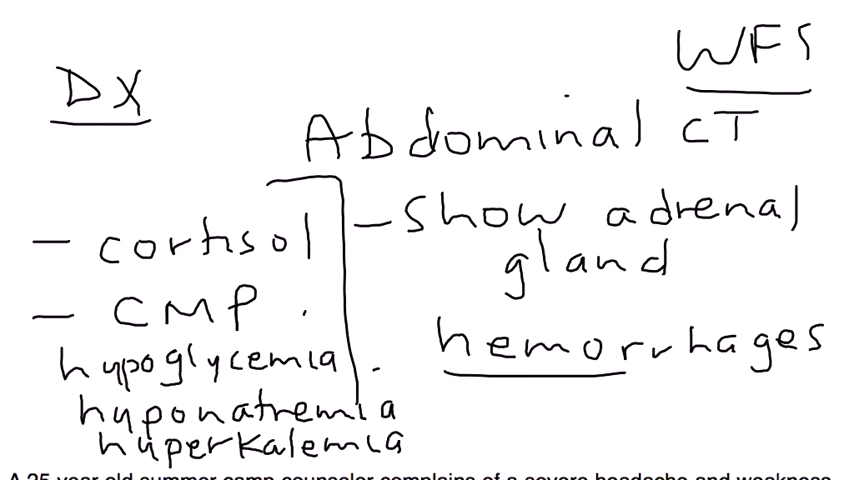 WFS
DX
Abdominal CT
- cortisol
- CMP
hypoglycemia
hyponatremia
hyperkalemia
- Show adrenal
gland
hemorrhages
A 25 year old summer camp counselor complains of a severe headache and weakness